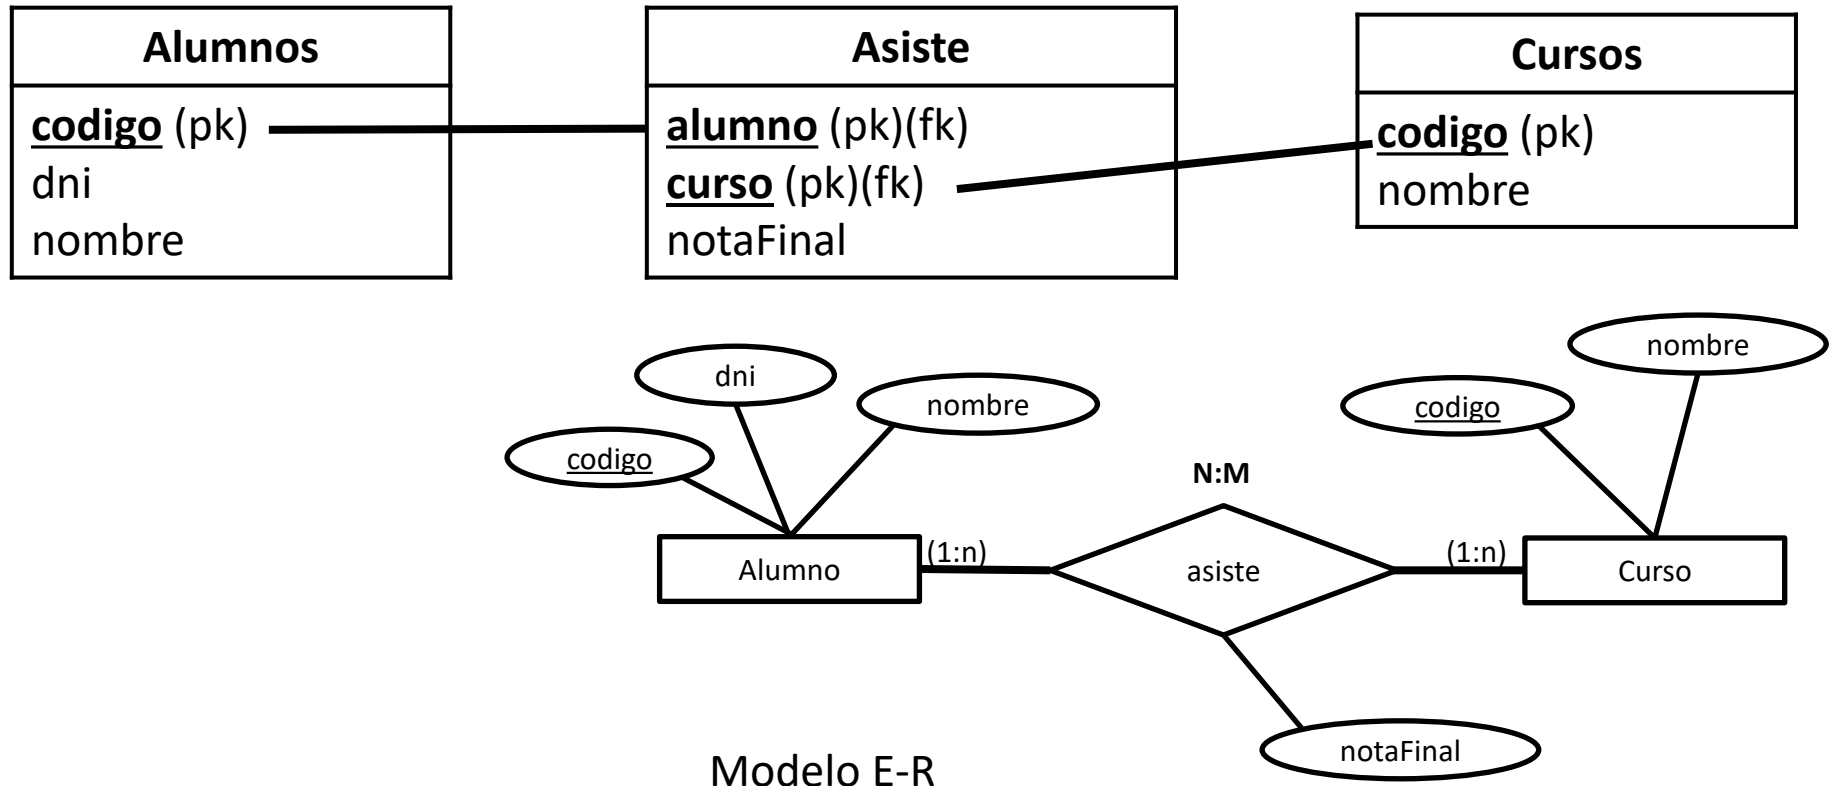 Alumnos
codigo (pk)
dni
nombre
Asiste
alumno (pk)(fk)
curso (pk)(fk)
notaFinal
Cursos
codigo (pk)
nombre
dni
nombre
codigo
nombre
codigo
N:M
Alumno
(1:n)
asiste
(1:n)
Curso
notaFinal
Modelo E-R